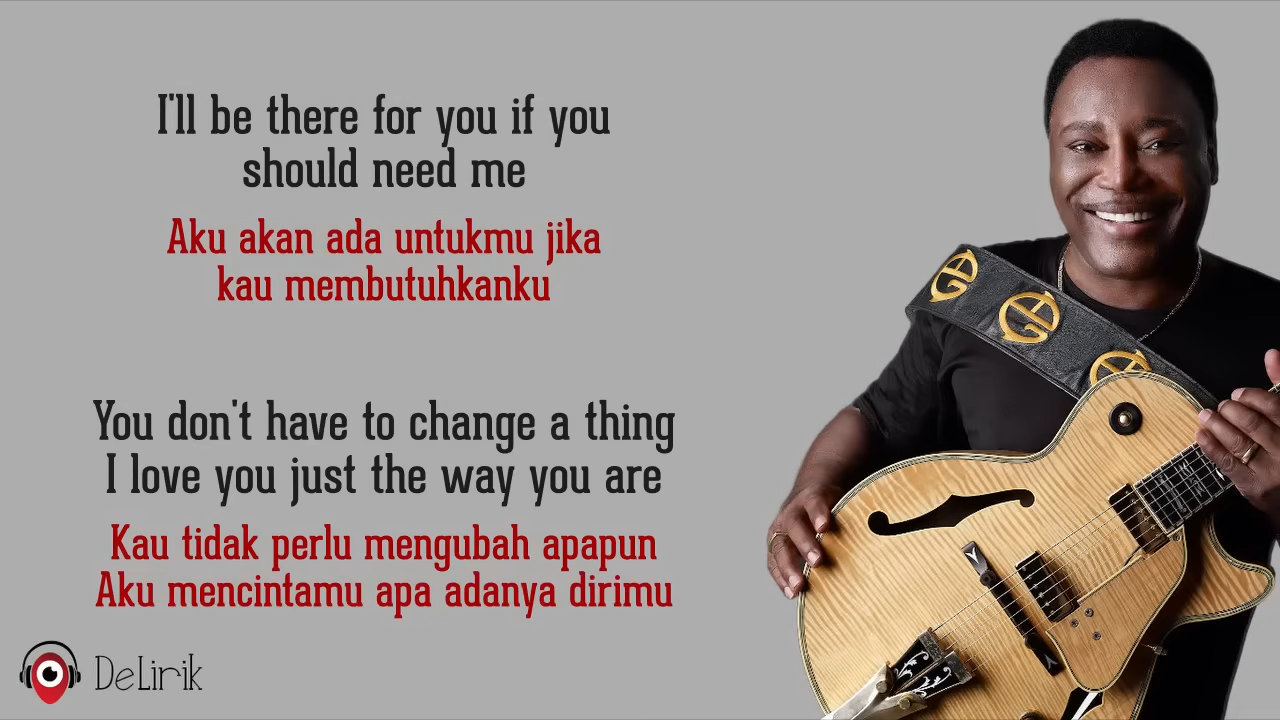 I'll be there for you if you
should need me
Aku akan ada untukmu jika
kau membutuhkanku
You don't have to change a thing
I love you just the way you are
Kau tidak perlu mengubah apapun
Aku mencintamu apa adanya dirimu
DeLirik